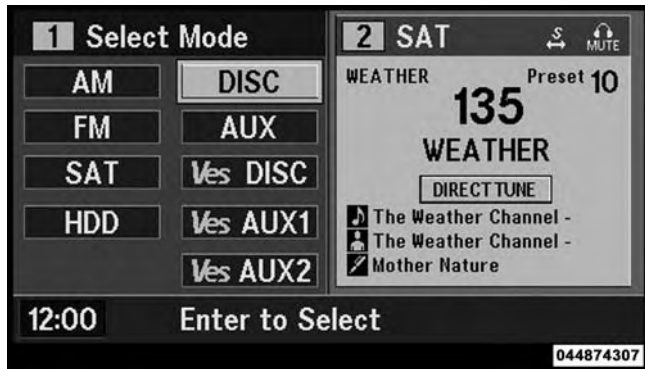 1 Select Mode
AM
DISC
FM
AUX
SAT
Ves DISC
HDD
Ves AUX1
Ves AUX2
2 SAT
S
MUTE
WEATHER
Preset 10
135
WEATHER
DIRECT TUNE
The Weather Channel -
The Weather Channel -
Mother Nature
12:00
Enter to Select
044874307